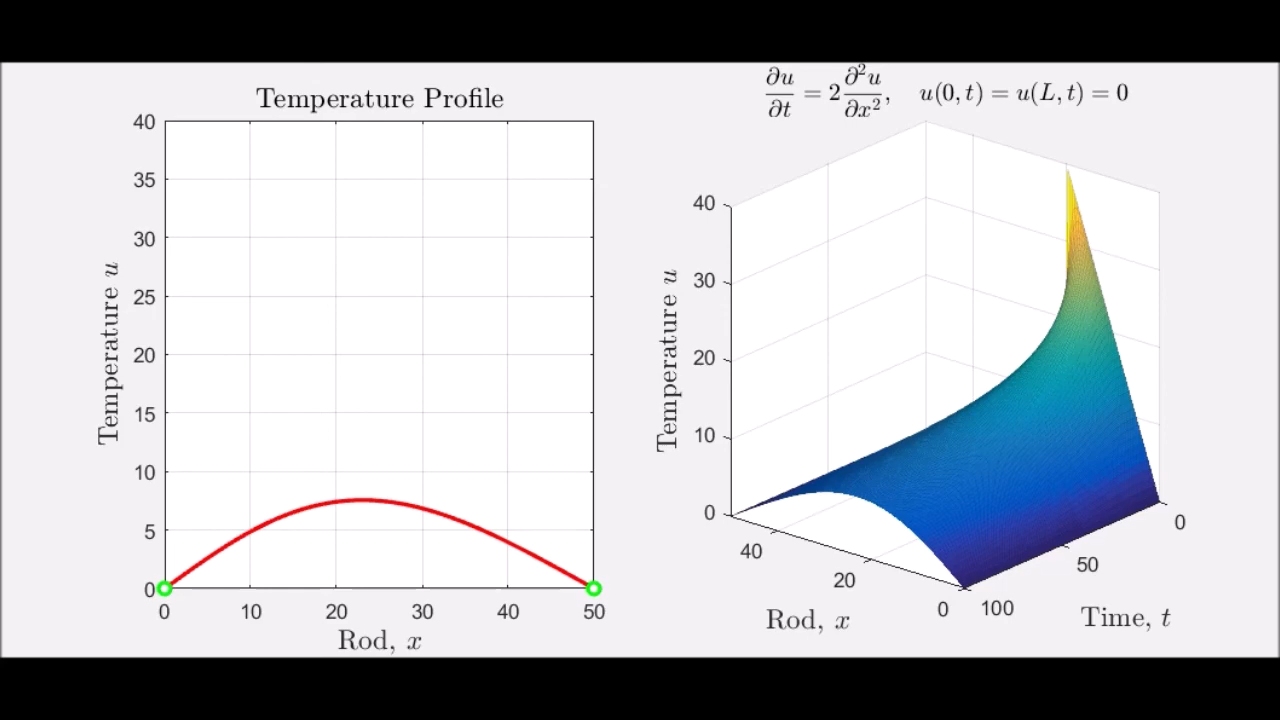 Temperature Profile
40
35
30
25
20
15
10
5
0
Temperature u
0 10 20 30 40 50
Rod, x
∂u/∂t = 2 ∂²u/∂x², u(0, t) = u(L, t) = 0
40
30
20
10
0
Temperature u
40 20 0
Rod, x
100 50 0
Time, t